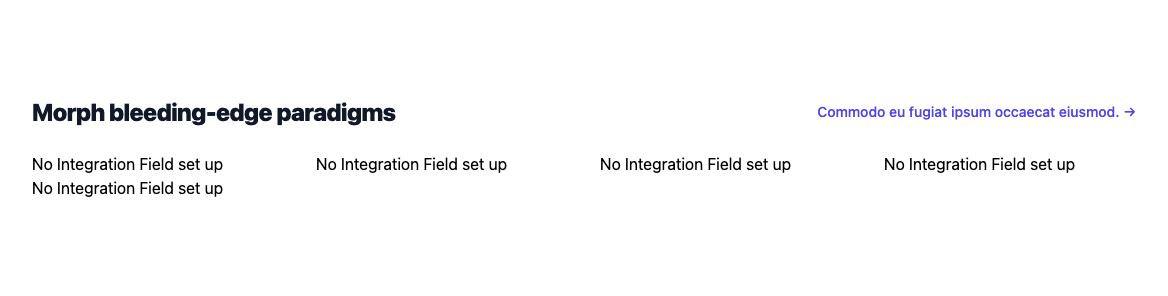 Morph bleeding-edge paradigms
Commodo eu fugiat ipsum occaecat eiusmod. →
No Integration Field set up
No Integration Field set up
No Integration Field set up
No Integration Field set up
No Integration Field set up